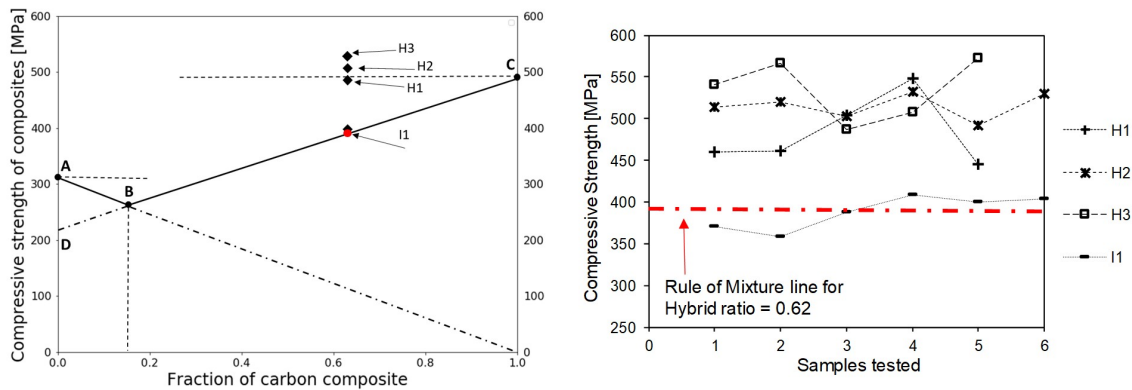 Compressive strength of composites [MPa]
600
500
400
300
200
100
0
600
500
400
300
200
100
0
A
B
C
D
H3
H2
H1
I1
0.0
0.2
0.4
0.6
0.8
1.0
Fraction of carbon composite
Compressive Strength [MPa]
600
550
500
450
400
350
300
250
Rule of Mixture line for
Hybrid ratio = 0.62
0
1
2
3
4
5
6
Samples tested
H1
H2
H3
I1